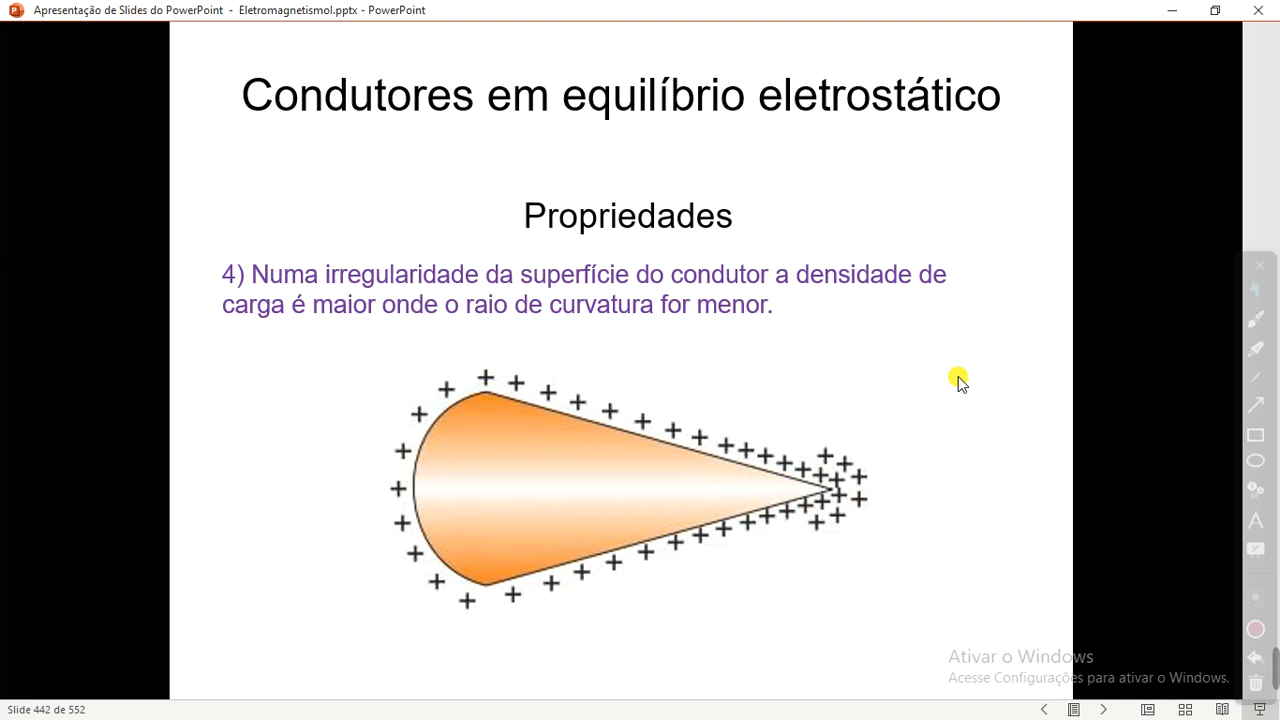 Apresentação de Slides do PowerPoint - Eletromagnetismol.pptx - PowerPoint
Condutores em equilíbrio eletrostático
Propriedades
4) Numa irregularidade da superfície do condutor a densidade de
carga é maior onde o raio de curvatura for menor.
Ativar o Windows
Acesse Configurações para ativar o Windows.
Slide 442 de 552